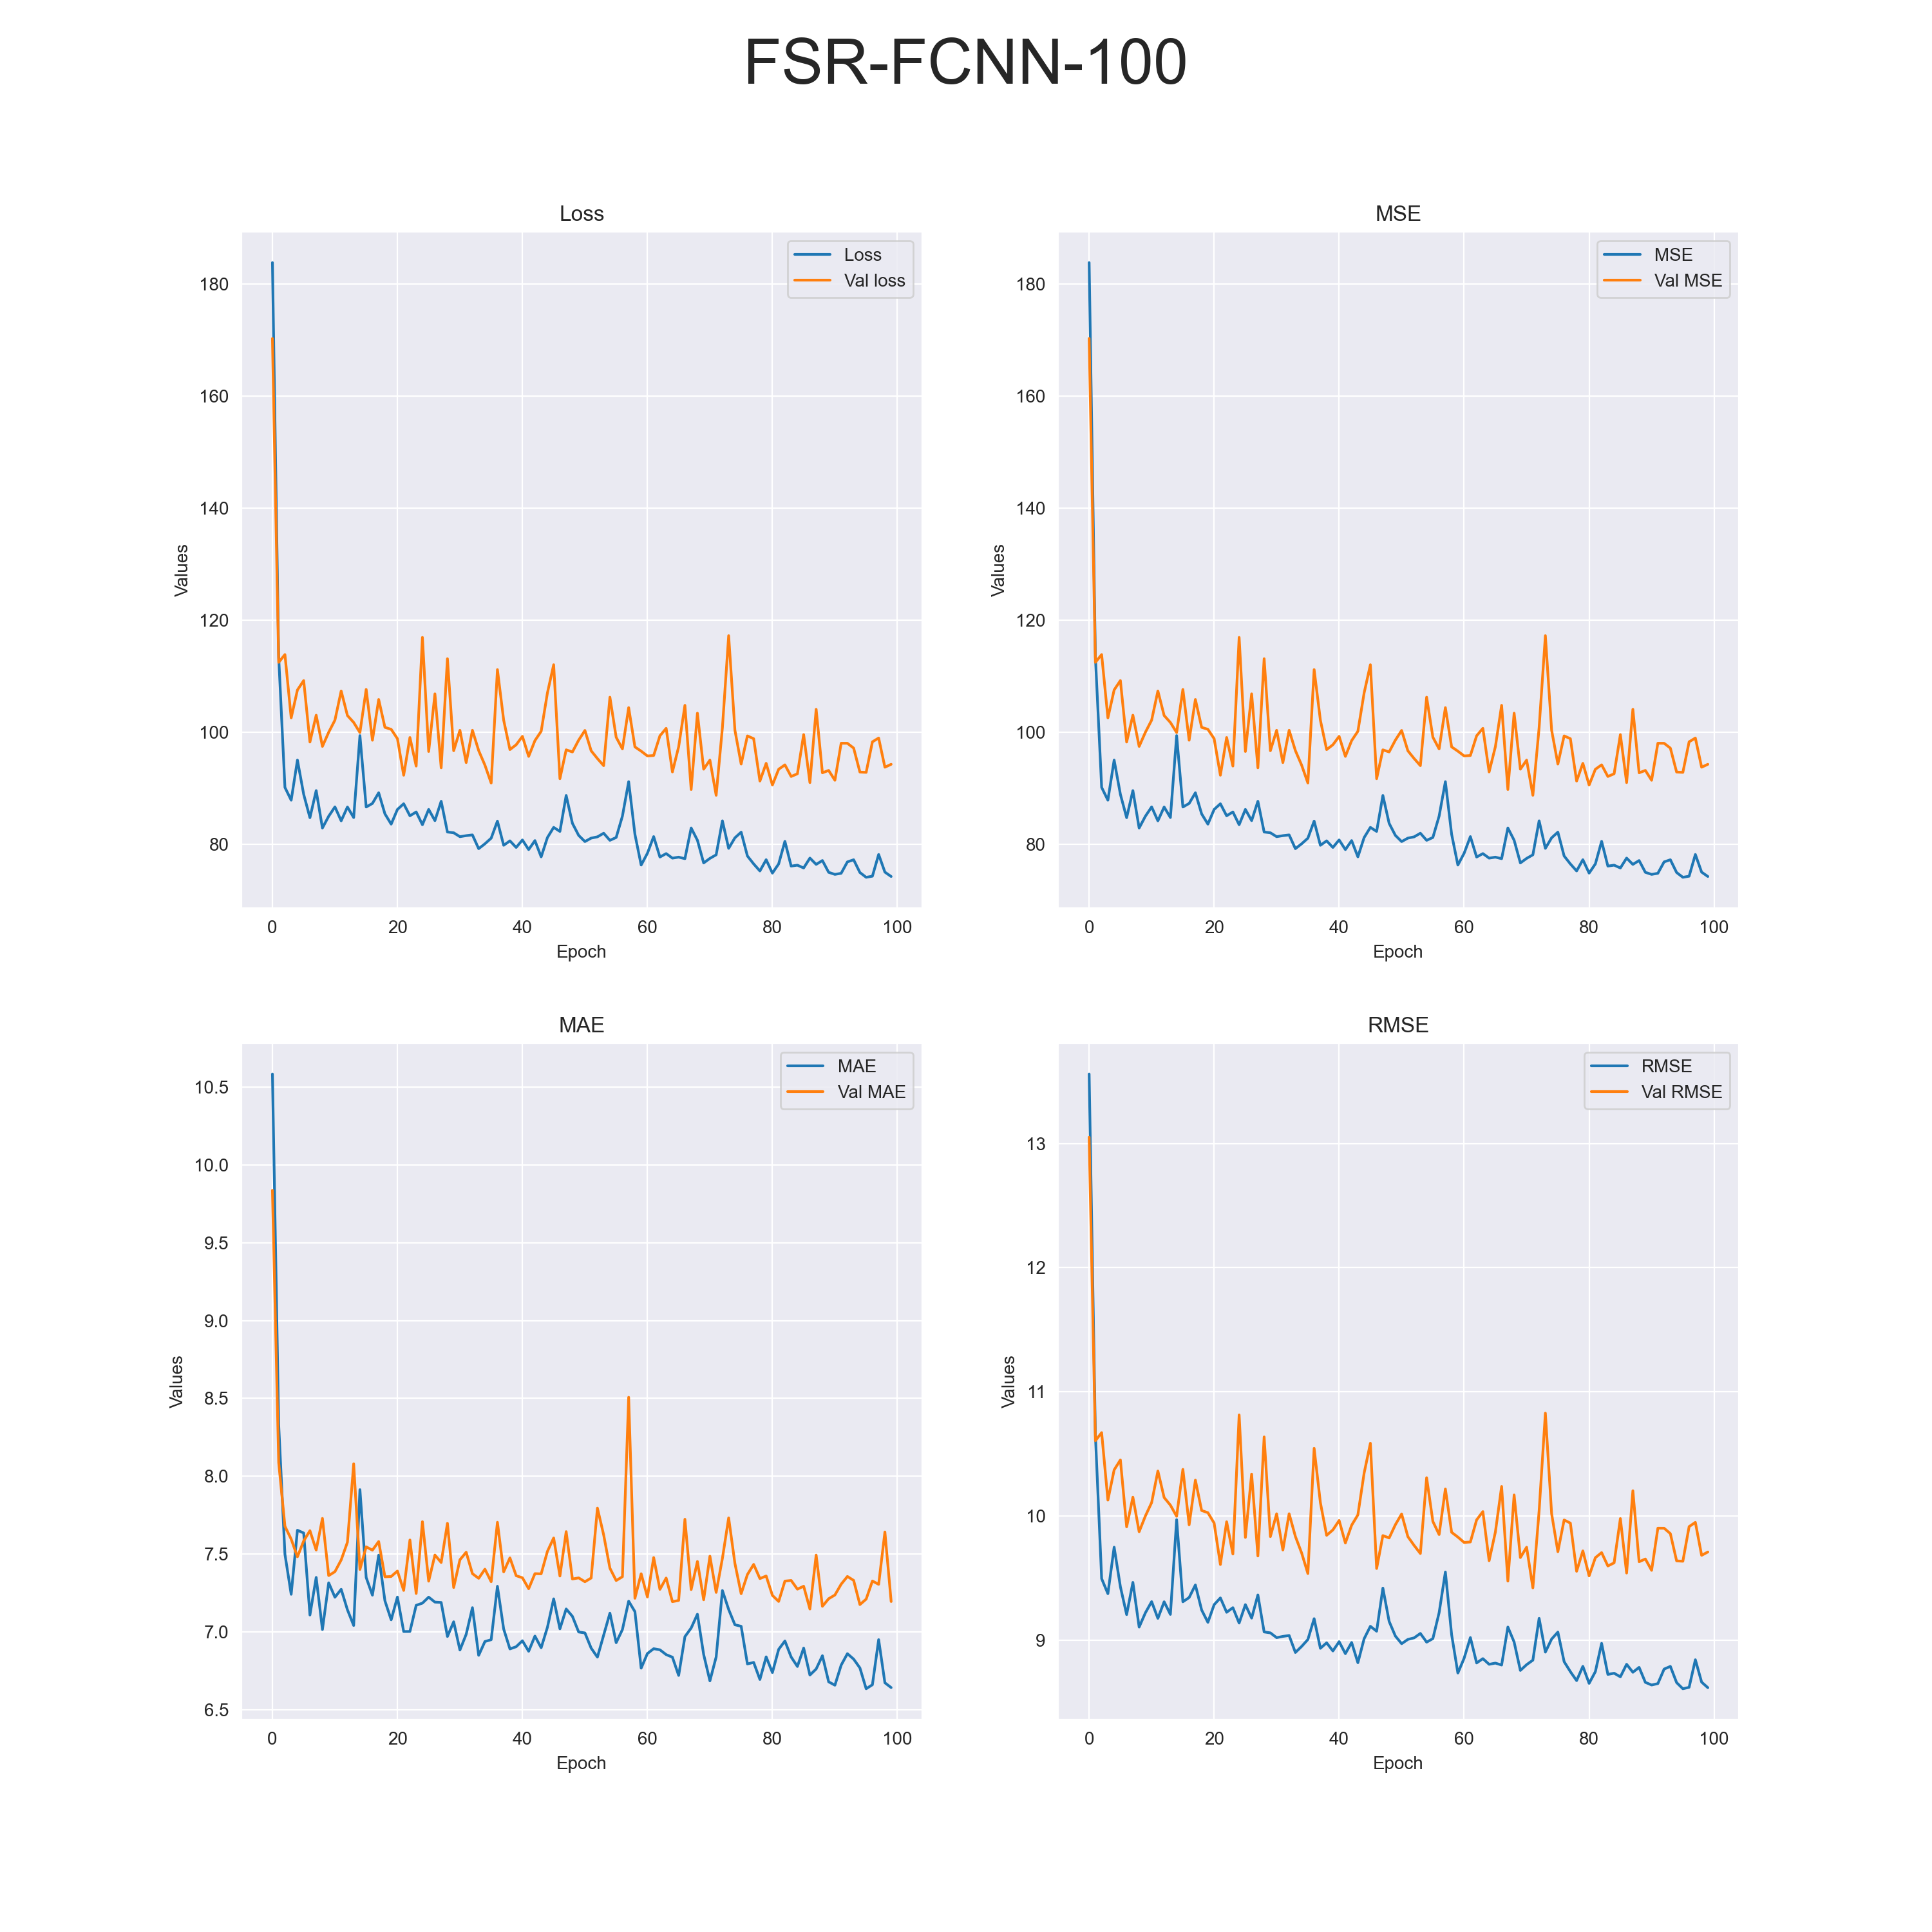 FSR-FCNN-100
Loss
Loss
Val loss
180
160
140
120
100
80
Values
0 20 40 60 80 100
Epoch
MSE
MSE
Val MSE
180
160
140
120
100
80
Values
0 20 40 60 80 100
Epoch
MAE
MAE
Val MAE
10.5
10.0
9.5
9.0
8.5
8.0
7.5
7.0
6.5
Values
0 20 40 60 80 100
Epoch
RMSE
RMSE
Val RMSE
13
12
11
10
9
Values
0 20 40 60 80 100
Epoch